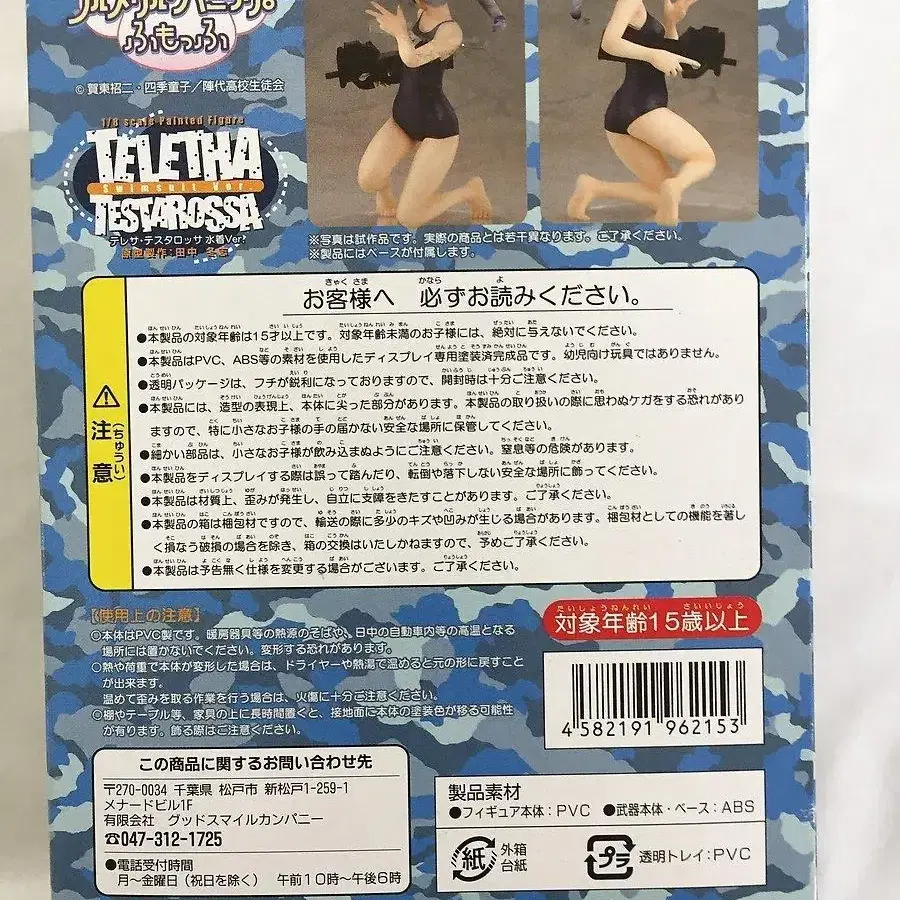 フルメタル・パニック?
ふもっふ
© 賀東招二・四季童子／陣代高校生徒会
1/8 scale Painted Figure
TELETHA
Swimsuit Ver.
TESTAROSSA
テレサ・テスタロッサ 水着Ver?
原型製作：田中 冬志
※写真は試作品です。実際の商品とは若干異なります。ご了承ください。
※製品にはベースが付属します。
お客様へ 必ずお読みください。
●本製品の対象年齢は15才以上です。対象年齢未満のお子様には、絶対に与えないでください。
●本製品はPVC、ABS等の素材を使用したディスプレイ専用塗装済完成品です。幼児向け玩具ではありません。
●透明パッケージは、フチが鋭利になっておりますので、開封時は十分ご注意ください。
●本製品には、造型の表現上、本体に尖った部分があります。本製品の取り扱いの際に思わぬケガをする恐れがあり
ますので、特に小さなお子様の手の届かない安全な場所に保管してください。
●細かい部品は、小さなお子様が飲み込まぬようにご注意ください。窒息等の危険があります。
●本製品をディスプレイする際は誤って踏んだり、転倒や落下しない安全な場所に飾ってください。
●本製品は材質上、歪みが発生し、自立に支障をきたすことがあります。ご了承ください。
●本製品の箱は梱包材ですので、輸送の際に多少のキズや凹みが生じる場合があります。梱包材としての機能を著し
く損なう破損の場合を除き、箱の交換はいたしかねますので、予めご了承ください。
●本製品は予告無く仕様を変更する場合がございます。ご了承ください。
注意
(ちゅうい)
【使用上の注意】
○本体はPVC製です。暖房器具等の熱源のそばや、日中の自動車内等の高温となる
場所には置かないでください。変形する恐れがあります。
○熱や荷重で本体が変形した場合は、ドライヤーや熱湯で温めると元の形に戻すこと
が出来ます。
温めて歪みを取る作業を行う場合は、火傷に十分ご注意ください。
○棚やテーブル等、家具の上に長時間置くと、接地面に本体の塗装色が移る可能性
が有ります。飾る際はご注意ください。
対象年齢15歳以上
4 582191 962153
この商品に関するお問い合わせ先
〒270-0034 千葉県 松戸市 新松戸1-259-1
メナードビル1F
有限会社 グッドスマイルカンパニー
☎047-312-1725
●電話受付時間
月～金曜日（祝日を除く） 午前10時～午後6時
製品素材
●フィギュア本体：PVC ●武器本体・ベース：ABS
紙 外箱
台紙
プラ 透明トレイ：PVC